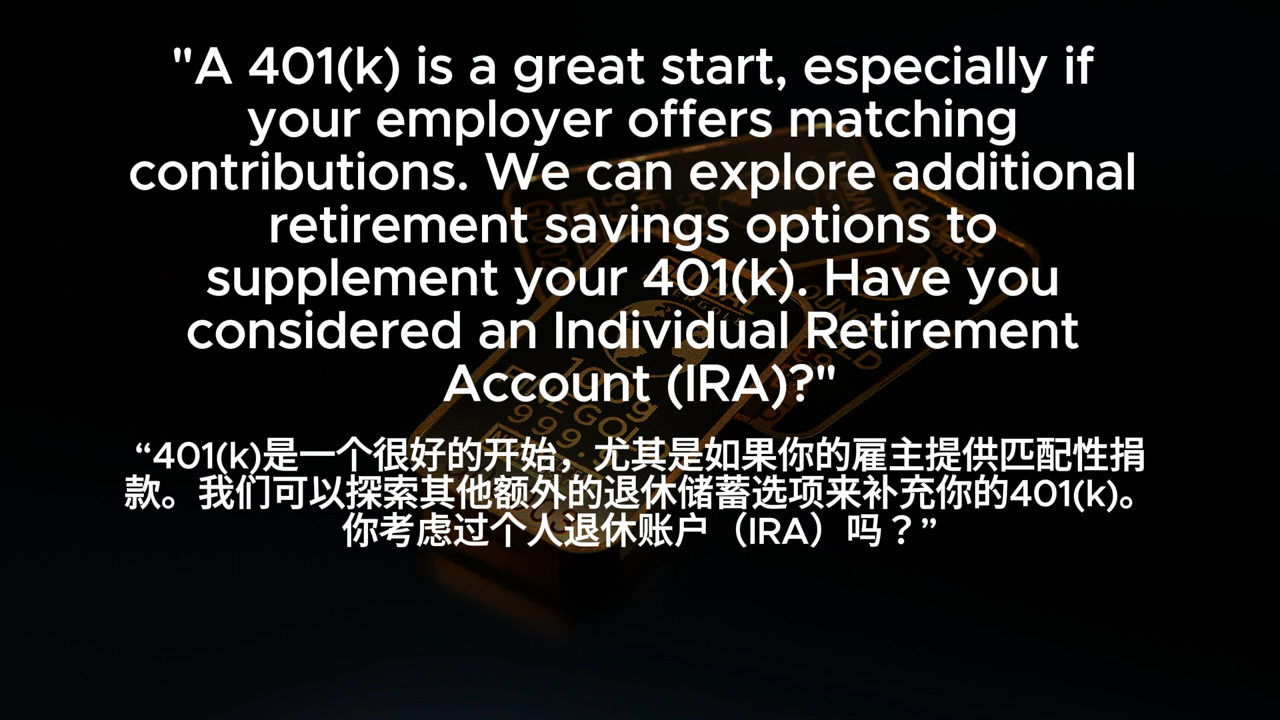 "A 401(k) is a great start, especially if
your employer offers matching
contributions. We can explore additional
retirement savings options to
supplement your 401(k). Have you
considered an Individual Retirement
Account (IRA)?"
“401(k)是一个很好的开始，尤其是如果你的雇主提供匹配性捐
款。我们可以探索其他额外的退休储蓄选项来补充你的401(k)。
你考虑过个人退休账户（IRA）吗？”